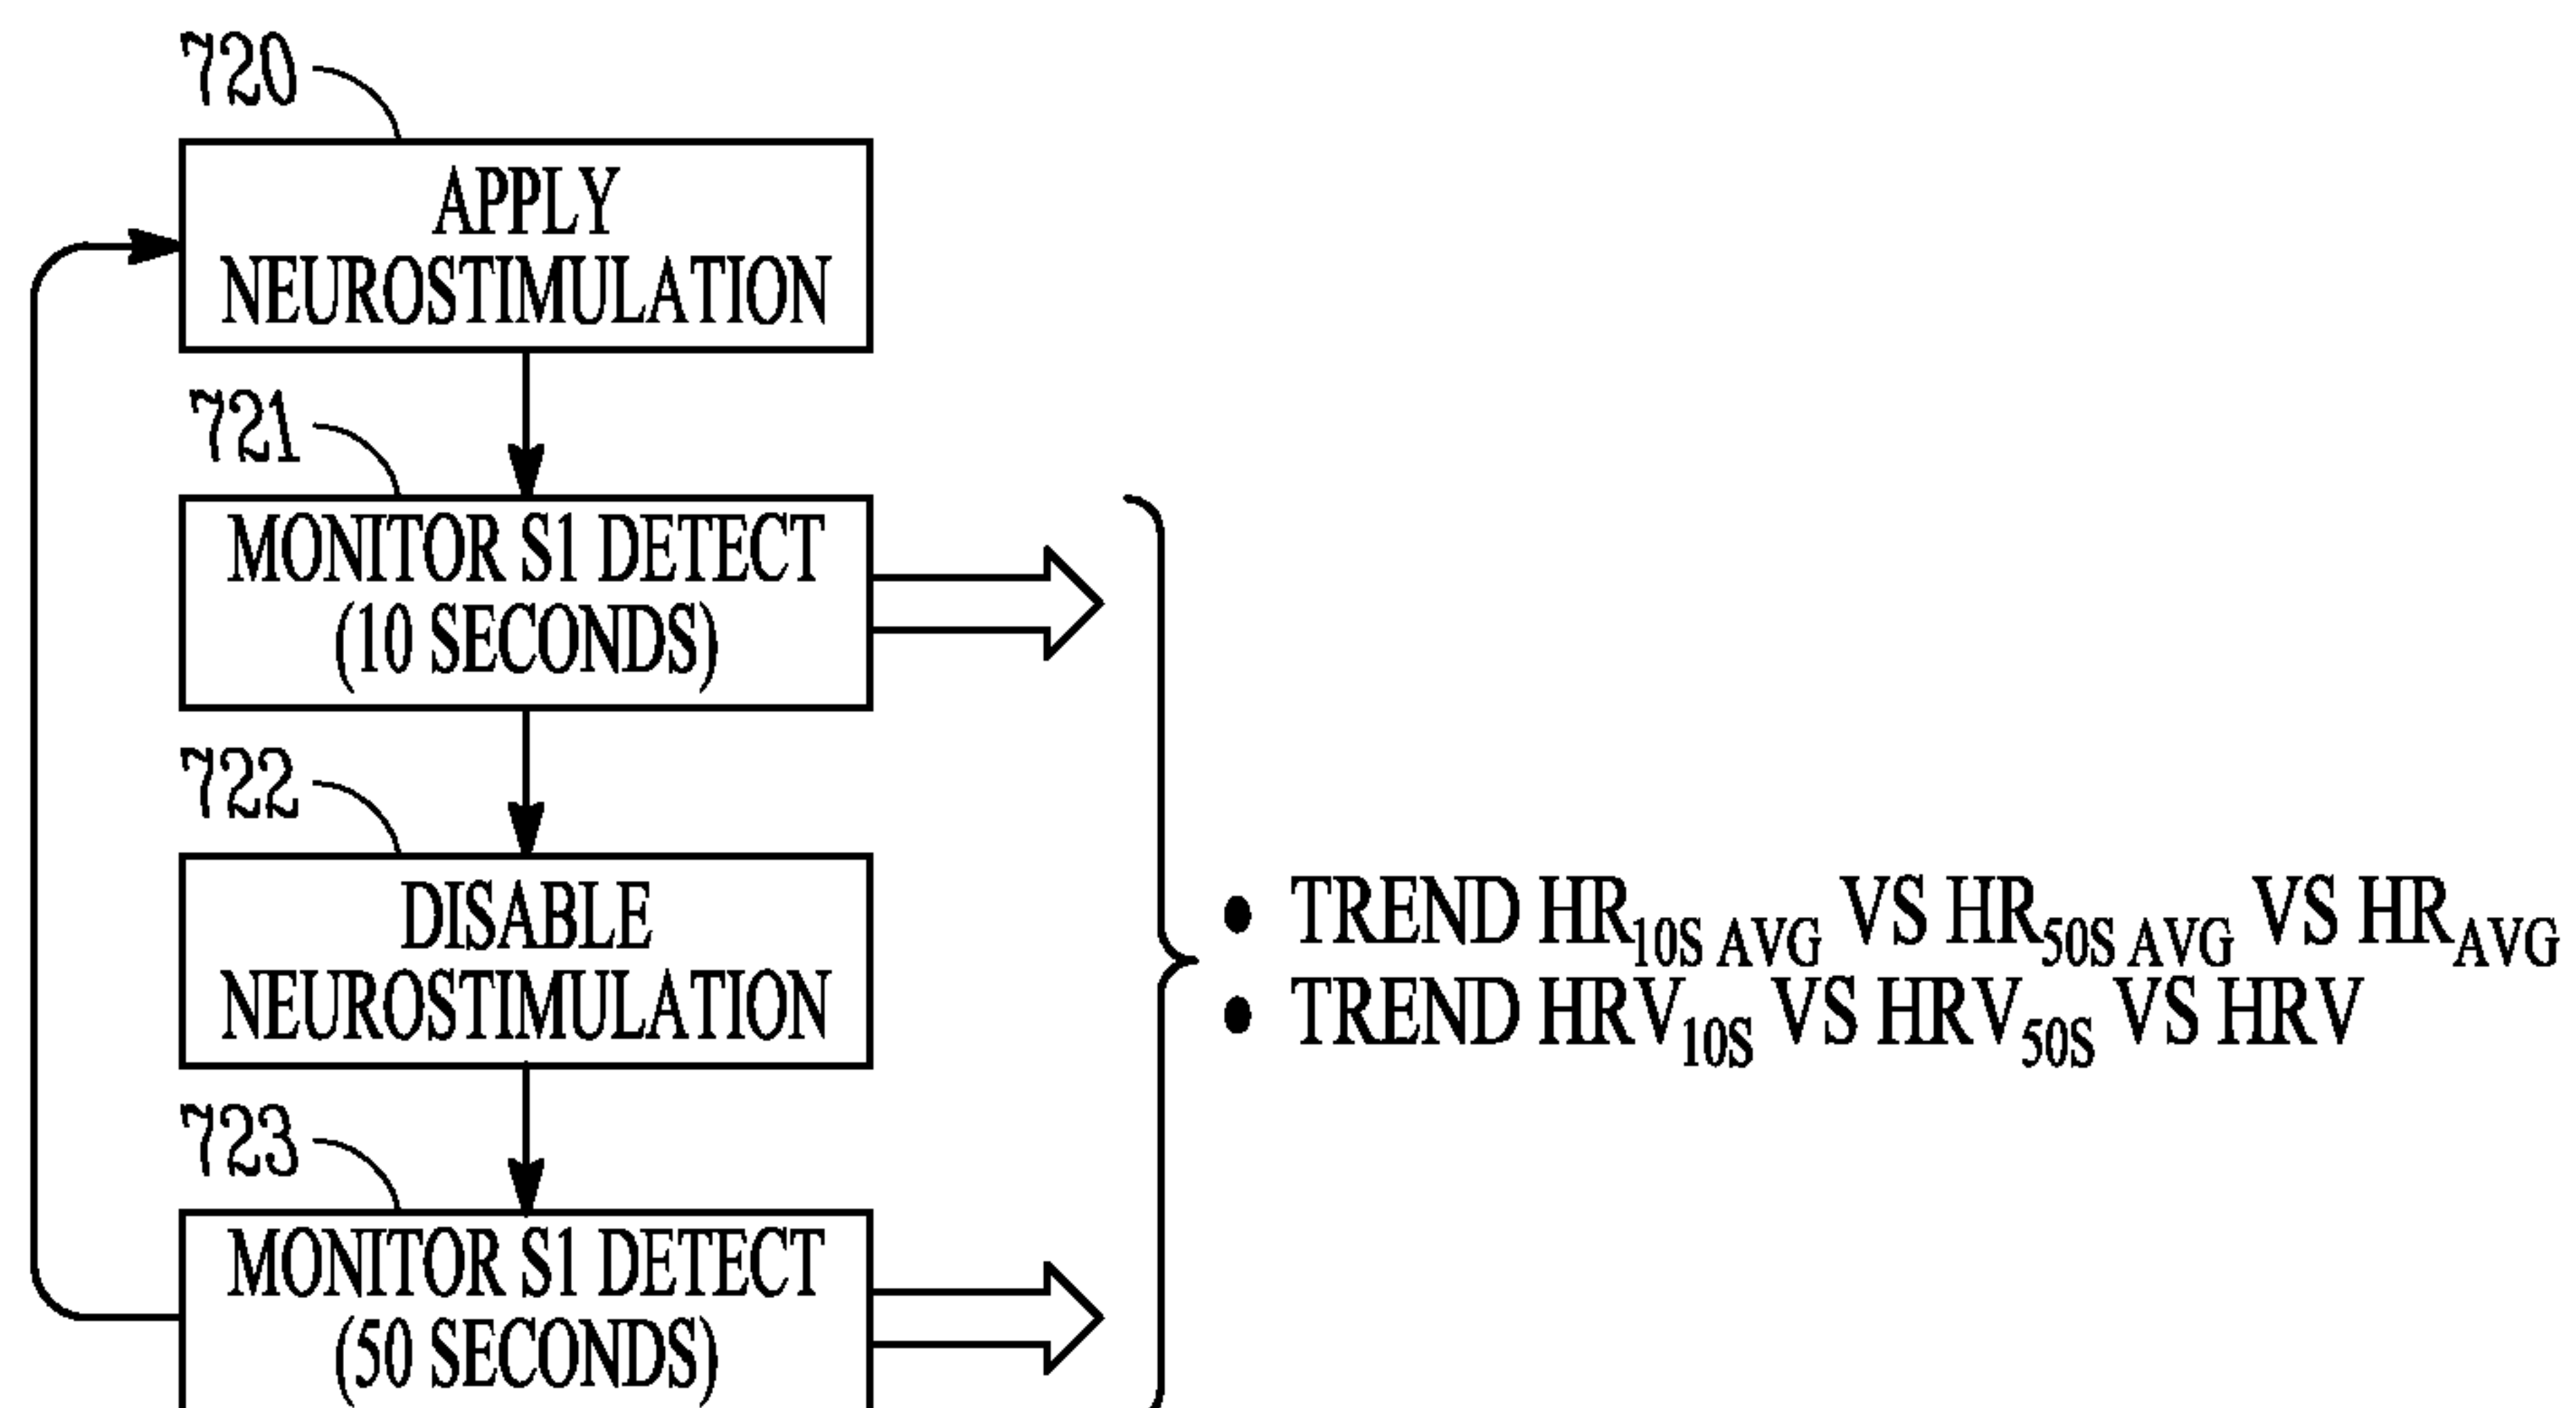 720
APPLY
NEUROSTIMULATION
721
MONITOR S1 DETECT
(10 SECONDS)
722
DISABLE
NEUROSTIMULATION
723
MONITOR S1 DETECT
(50 SECONDS)
• TREND HR10S AVG VS HR50S AVG VS HRAVG
• TREND HRV10S VS HRV50S VS HRV